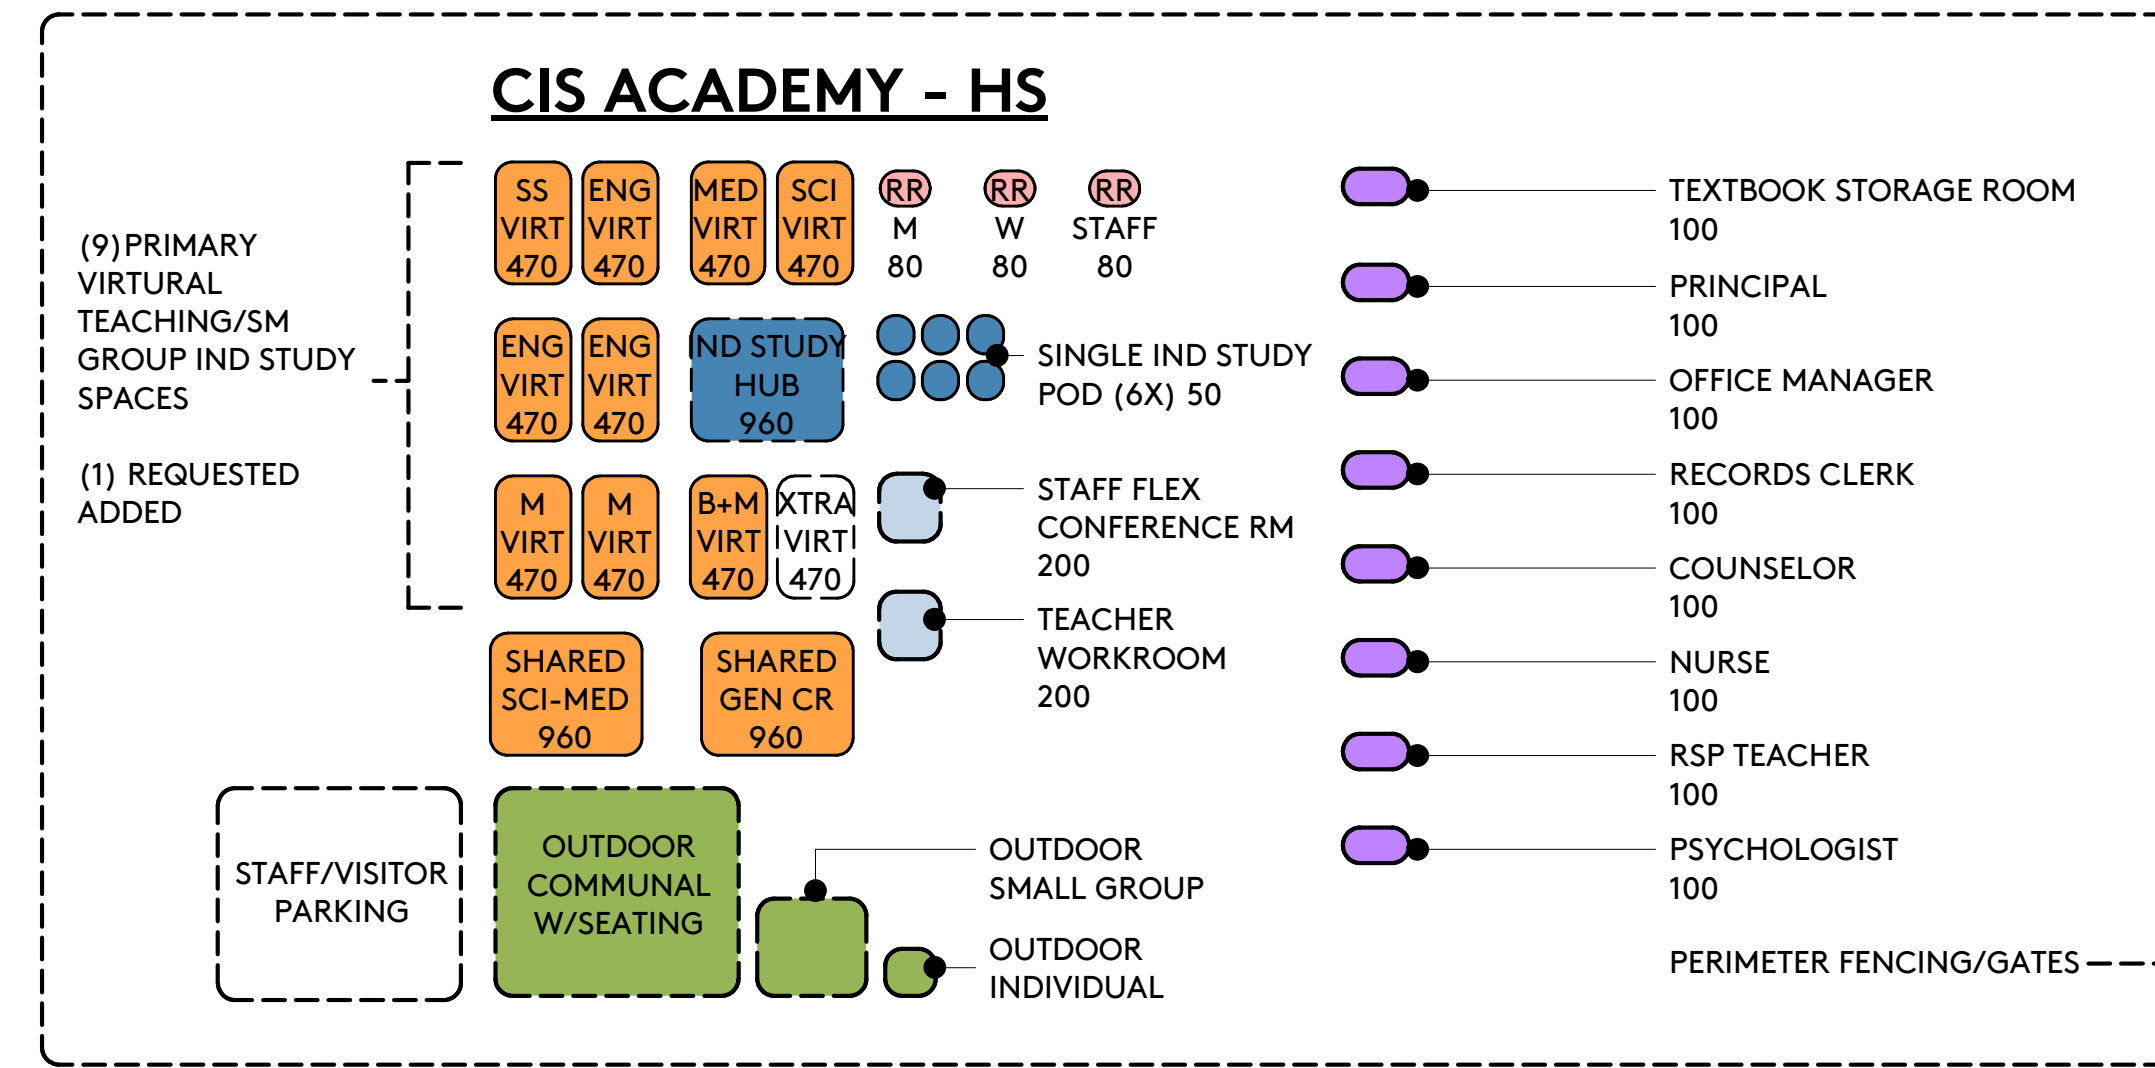 CIS ACADEMY - HS
(9)PRIMARY
VIRTURAL
TEACHING/SM
GROUP IND STUDY
SPACES
(1) REQUESTED
ADDED
SS
VIRT
470
ENG
VIRT
470
MED
VIRT
470
SCI
VIRT
470
RR
M
80
RR
W
80
RR
STAFF
80
ENG
VIRT
470
ENG
VIRT
470
IND STUDY
HUB
960
SINGLE IND STUDY
POD (6X) 50
M
VIRT
470
M
VIRT
470
B+M
VIRT
470
XTRA
VIRT
470
STAFF FLEX
CONFERENCE RM
200
TEACHER
WORKROOM
200
SHARED
SCI-MED
960
SHARED
GEN CR
960
STAFF/VISITOR
PARKING
OUTDOOR
COMMUNAL
W/SEATING
OUTDOOR
SMALL GROUP
OUTDOOR
INDIVIDUAL
TEXTBOOK STORAGE ROOM
100
PRINCIPAL
100
OFFICE MANAGER
100
RECORDS CLERK
100
COUNSELOR
100
NURSE
100
RSP TEACHER
100
PSYCHOLOGIST
100
PERIMETER FENCING/GATES